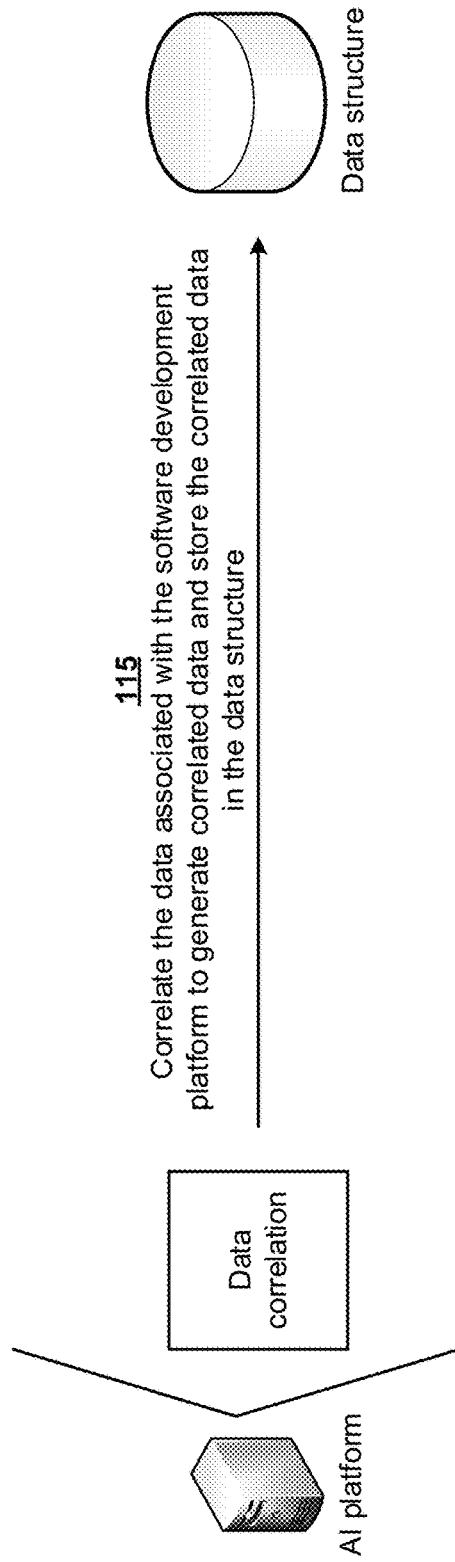 115
Correlate the data associated with the software development
platform to generate correlated data and store the correlated data
in the data structure
AI platform
Data
correlation
Data structure